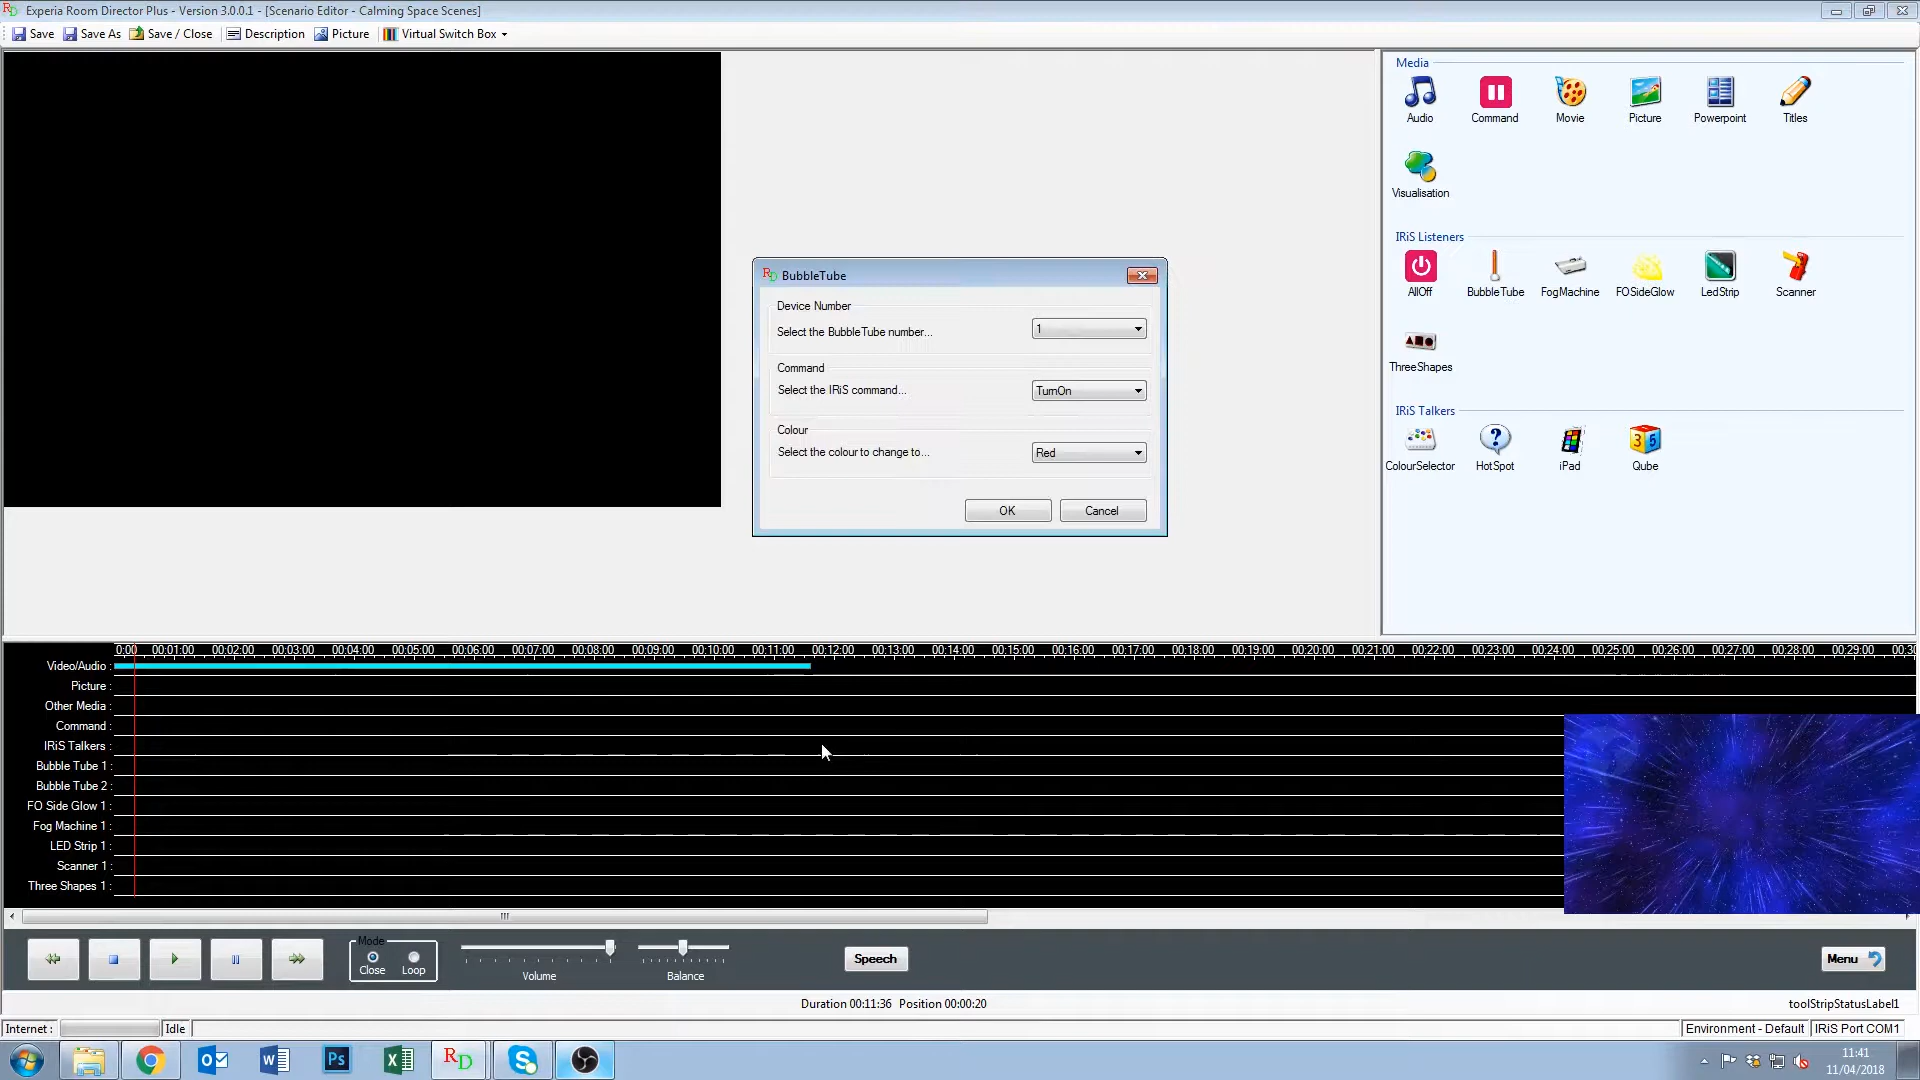 Experia Room Director Plus - Version 3.0.0.1 - [Scenario Editor - Calming Space Scenes]
Save Save As Save / Close Description Picture Virtual Switch Box
Media
Audio Command Movie Picture Powerpoint Titles
Visualisation
IRiS Listeners
AllOff BubbleTube FogMachine FOSideGlow LedStrip Scanner
ThreeShapes
IRiS Talkers
ColourSelector HotSpot iPad Qube
BubbleTube
Device Number
Select the BubbleTube number... 1
Command
Select the IRiS command... TurnOn
Colour
Select the colour to change to... Red
OK Cancel
0:00 00:01:00 00:02:00 00:03:00 00:04:00 00:05:00 00:06:00 00:07:00 00:08:00 00:09:00 00:10:00 00:11:00 00:12:00 00:13:00 00:14:00 00:15:00 00:16:00 00:17:00 00:18:00 00:19:00 00:20:00 00:21:00 00:22:00 00:23:00 00:24:00 00:25:00 00:26:00 00:27:00 00:28:00 00:29:00 00:30
Video/Audio :
Picture :
Other Media :
Command :
IRiS Talkers :
Bubble Tube 1 :
Bubble Tube 2 :
FO Side Glow 1 :
Fog Machine 1 :
LED Strip 1 :
Scanner 1 :
Three Shapes 1 :
Mode
Close Loop
Volume
Balance
Speech
Menu
Duration 00:11:36 Position 00:00:20
toolStripStatusLabel1
Internet : Idle
Environment - Default IRiS Port COM1
11:41
11/04/2018